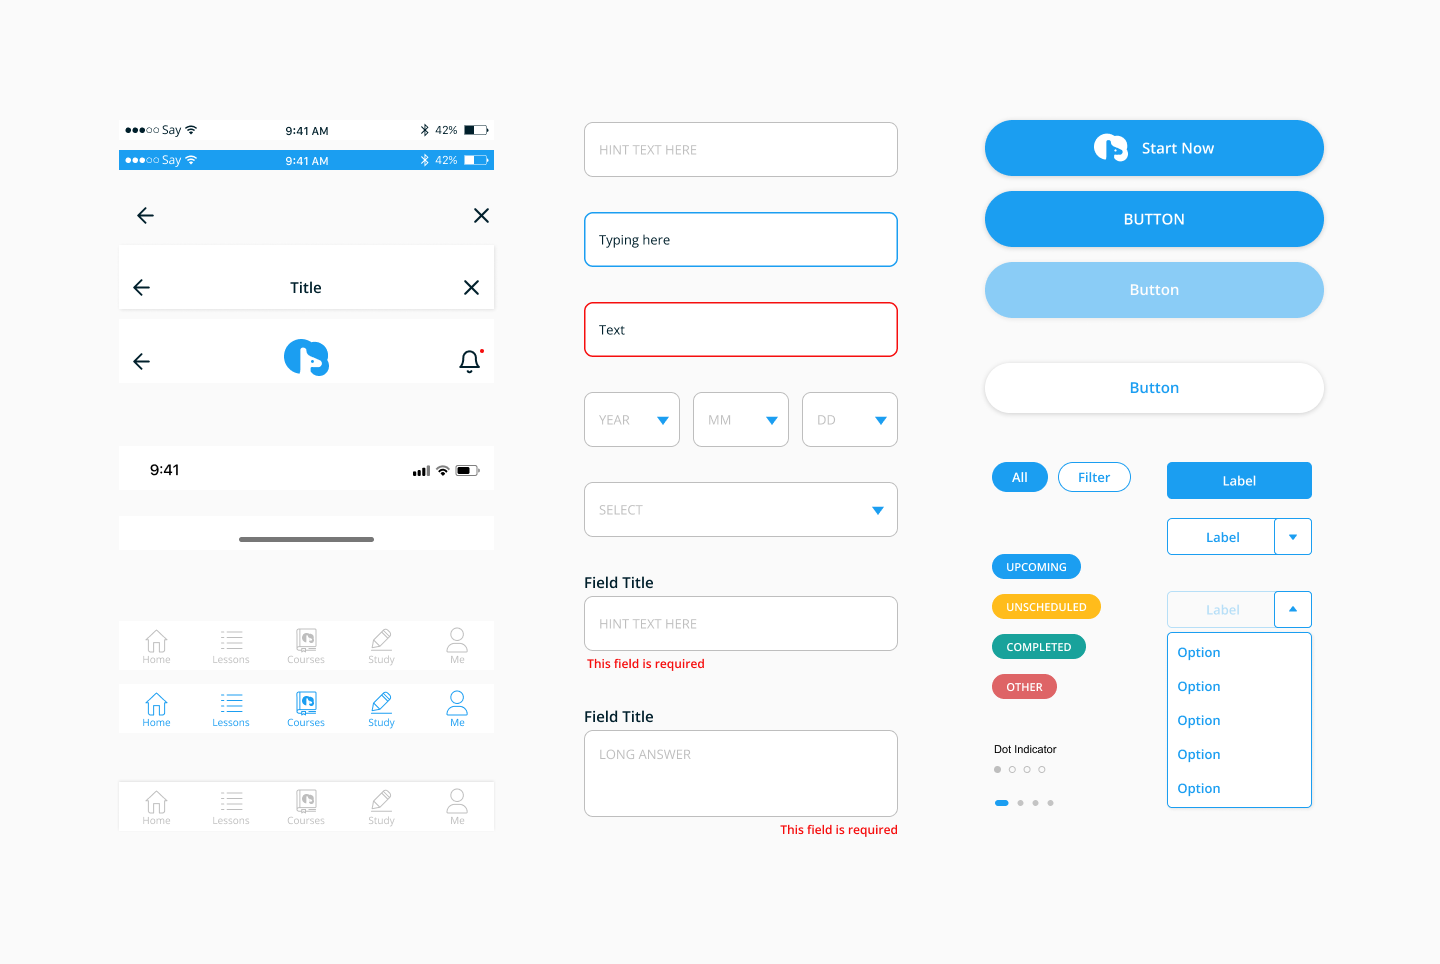 Say 9:41 AM 42%
Say 9:41 AM 42%
Title
9:41
Home Lessons Courses Study Me
Home Lessons Courses Study Me
Home Lessons Courses Study Me
HINT TEXT HERE
Typing here
Text
YEAR MM DD
SELECT
Field Title
HINT TEXT HERE
This field is required
Field Title
LONG ANSWER
This field is required
Start Now
BUTTON
Button
Button
All Filter
UPCOMING
UNSCHEDULED
COMPLETED
OTHER
Dot Indicator
Label
Label
Label
Option
Option
Option
Option
Option